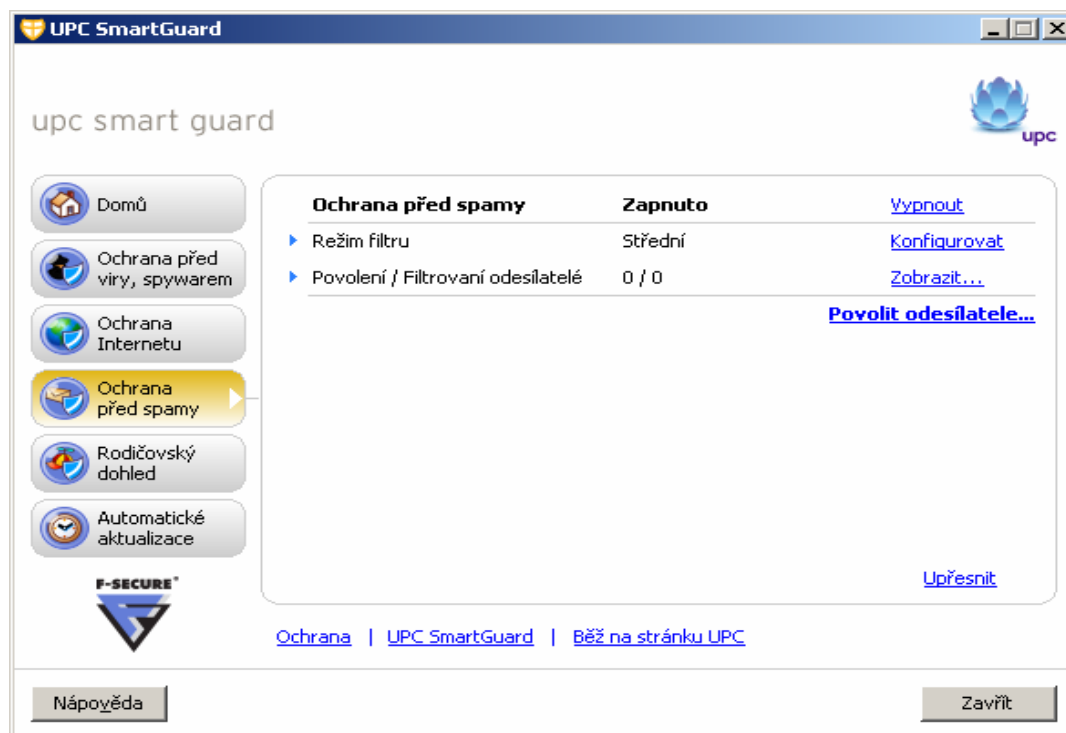 UPC SmartGuard
upc smart guard
upc
Domů
Ochrana před
viry, spywarem
Ochrana
Internetu
Ochrana
před spamy
Rodičovský
dohled
Automatické
aktualizace
F-SECURE®
Ochrana před spamy Zapnuto Vypnout
Režim filtru Střední Konfigurovat
Povolení / Filtrovaní odesílatelé 0 / 0 Zobrazit...
Povolit odesílatele...
Upřesnit
Ochrana | UPC SmartGuard | Běž na stránku UPC
Nápověda Zavřít